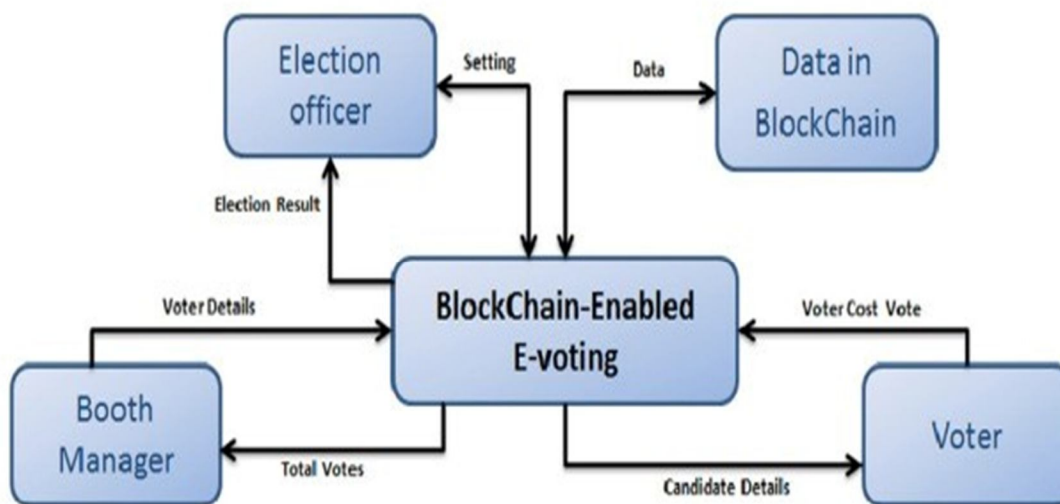 Election
officer
Setting
Data
Data in
BlockChain
Election Result
BlockChain-Enabled
E-voting
Voter Details
Voter Cost Vote
Booth
Manager
Voter
Total Votes
Candidate Details